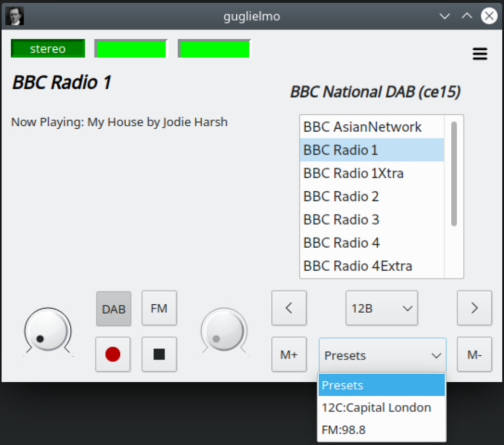 guglielmo
stereo
BBC Radio 1
BBC National DAB (ce15)
Now Playing: My House by Jodie Harsh
BBC AsianNetwork
BBC Radio 1
BBC Radio 1Xtra
BBC Radio 2
BBC Radio 3
BBC Radio 4
BBC Radio 4Extra
DAB
FM
<
12B
>
M+
Presets
M-
Presets
12C:Capital London
FM:98.8